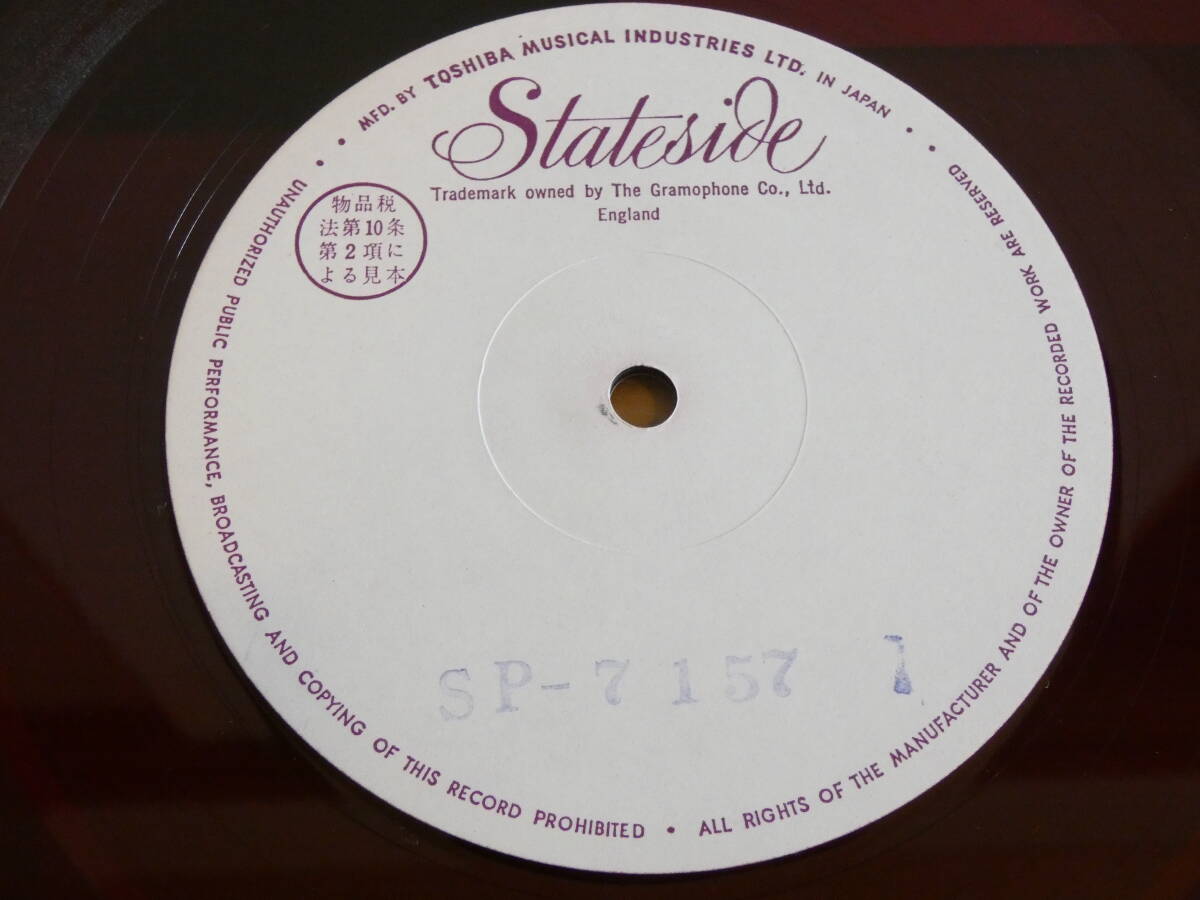 • • MFD. BY TOSHIBA MUSICAL INDUSTRIES LTD. IN JAPAN • •
Stateside
Trademark owned by The Gramophone Co., Ltd.
England
物品税
法第10条
第2項に
よる見本
SP-7157 1
UNAUTHORIZED PUBLIC PERFORMANCE, BROADCASTING AND COPYING OF THIS RECORD PROHIBITED • ALL RIGHTS OF THE MANUFACTURER AND OF THE OWNER OF THE RECORDED WORK ARE RESERVED